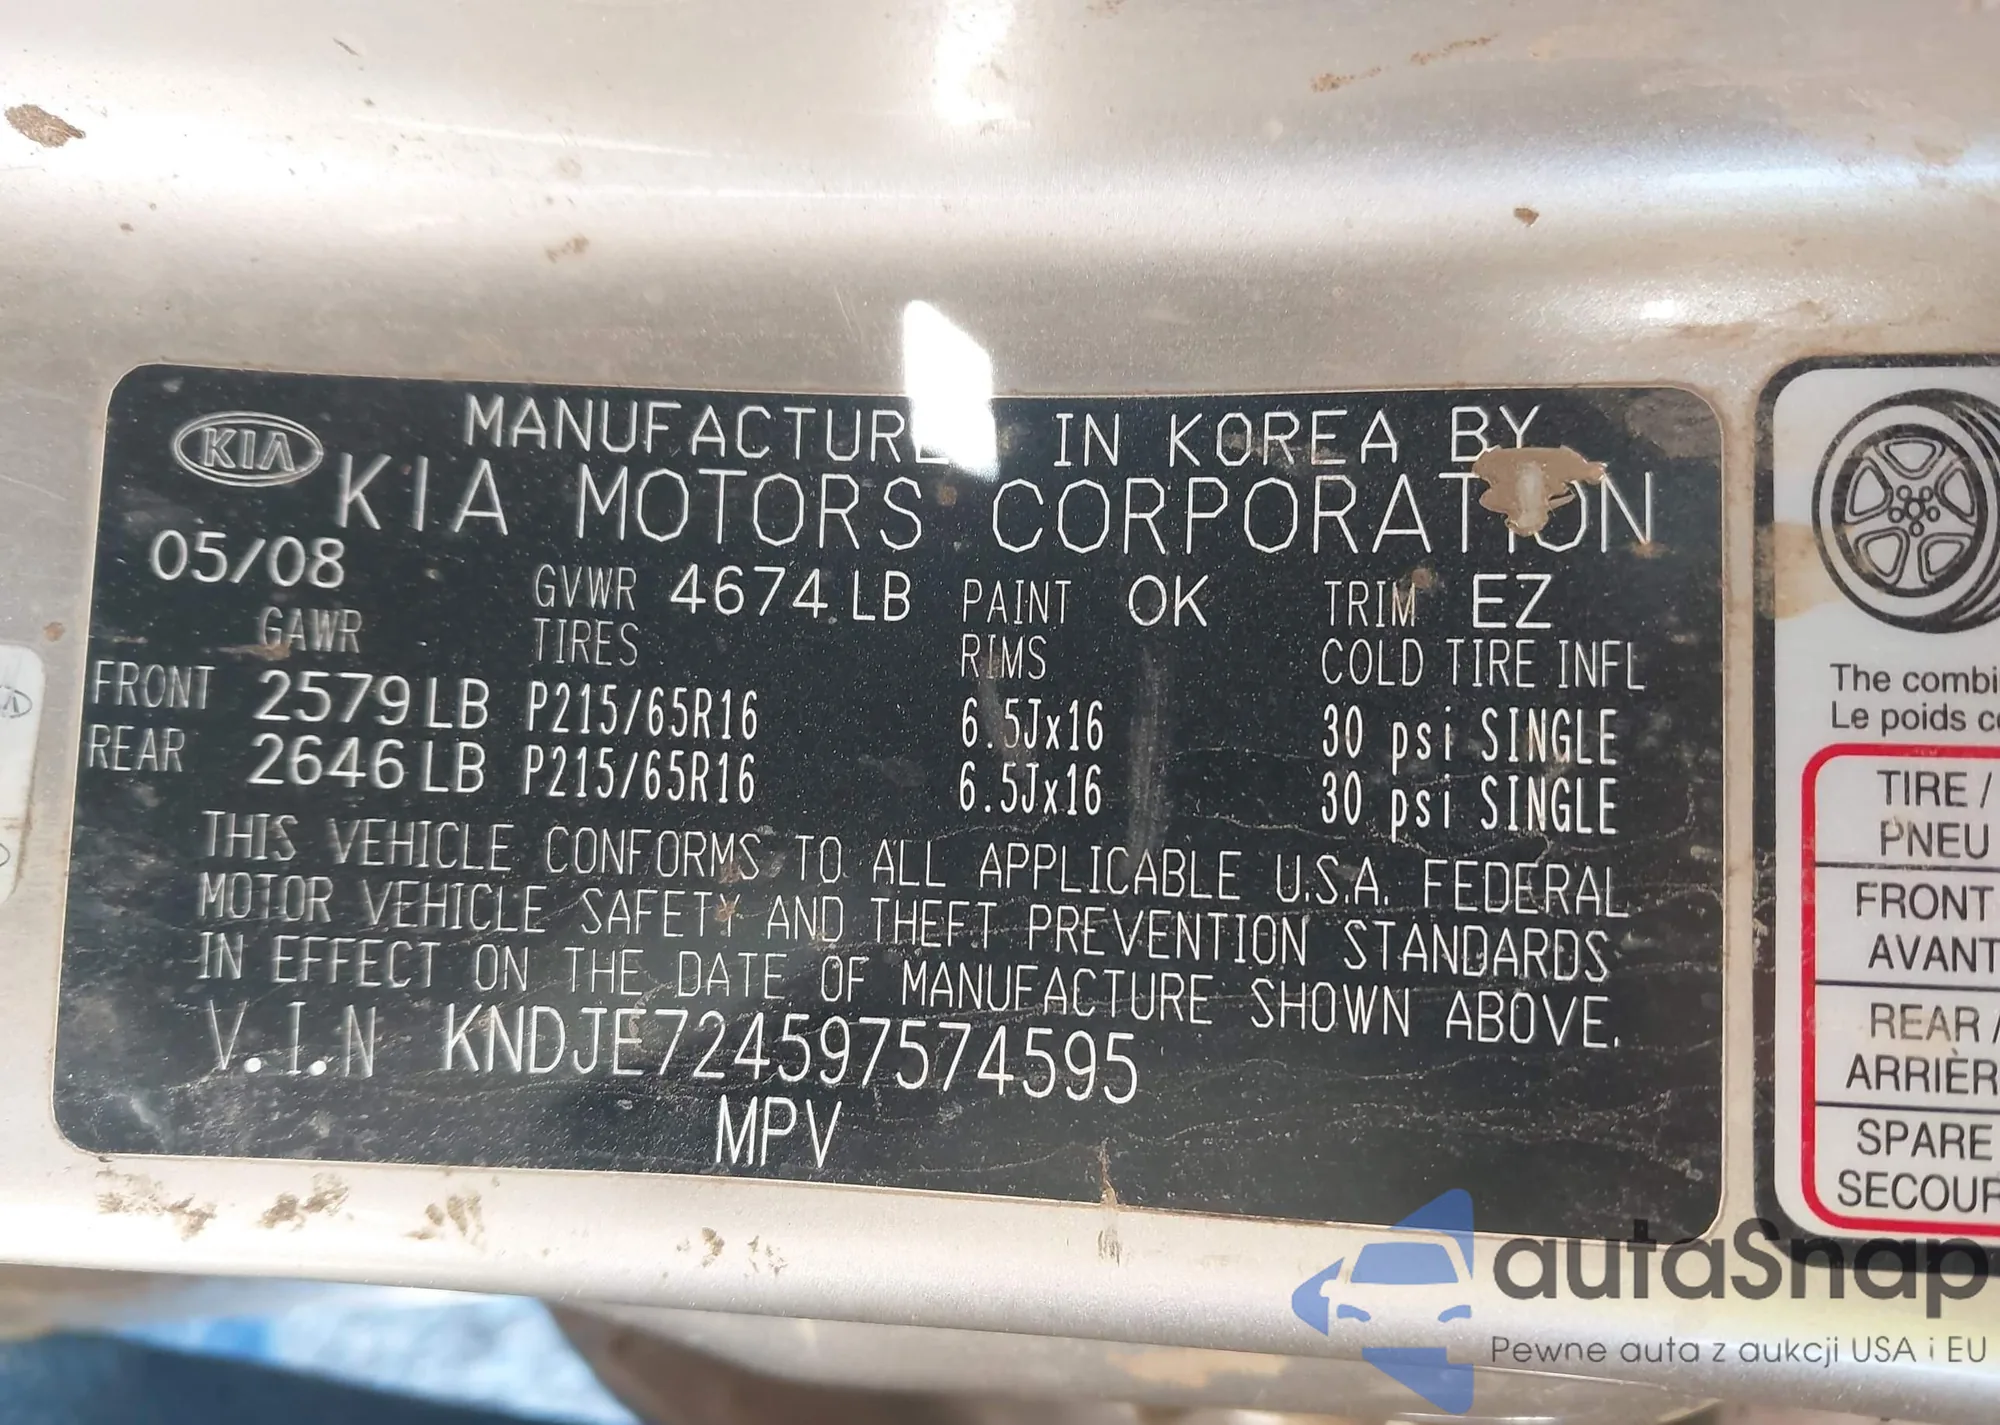 KIA
MANUFACTURED IN KOREA BY
KIA MOTORS CORPORATION
05/08 GVWR 4674 LB PAINT OK TRIM EZ
GAWR TIRES RIMS COLD TIRE INFL
FRONT 2579 LB P215/65R16 6.5Jx16 30 psi SINGLE
REAR 2646 LB P215/65R16 6.5Jx16 30 psi SINGLE
THIS VEHICLE CONFORMS TO ALL APPLICABLE U.S.A. FEDERAL
MOTOR VEHICLE SAFETY AND THEFT PREVENTION STANDARDS
IN EFFECT ON THE DATE OF MANUFACTURE SHOWN ABOVE.
V.I.N KNDJE724597574595
MPV
The combi
Le poids
TIRE /
PNEU
FRONT
AVANT
REAR /
ARRIÈR
SPARE
SECOUR
autaSnap
Pewne auta z aukcji USA i EU